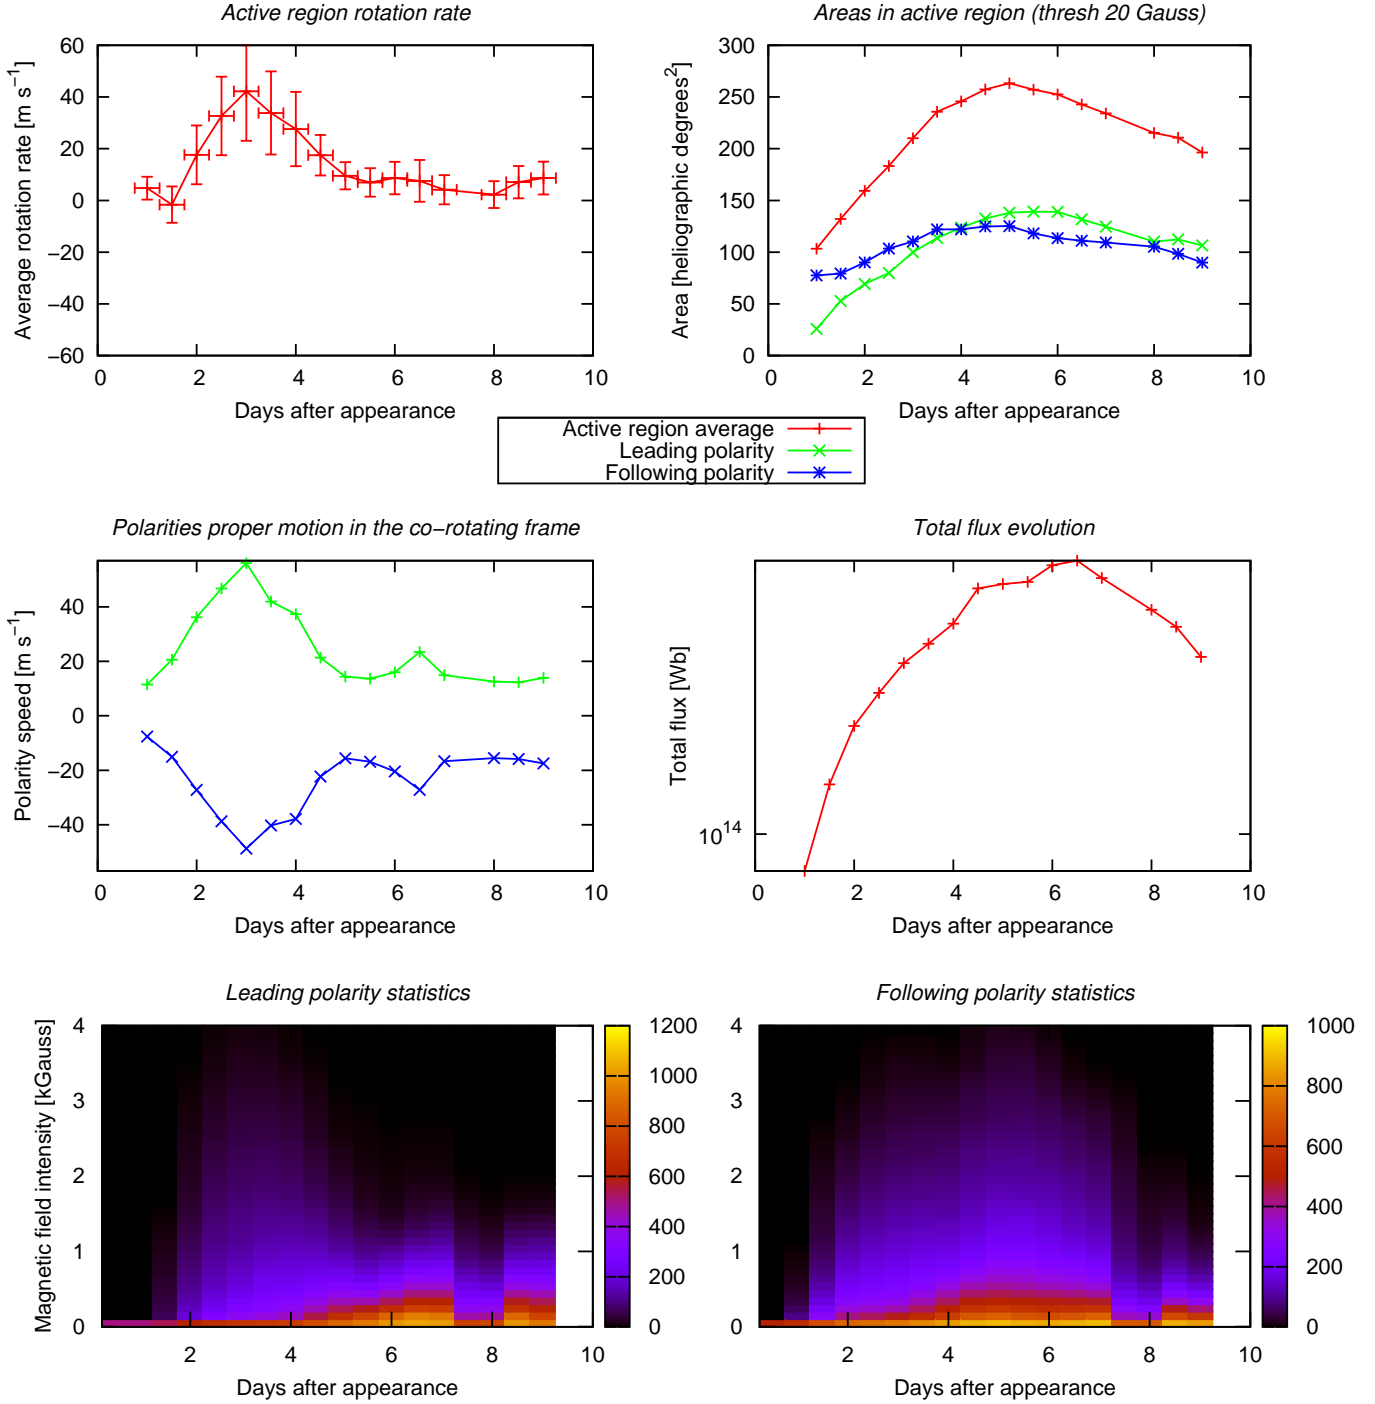 Active region rotation rate
Areas in active region (thresh 20 Gauss)
Average rotation rate [m s−1]
60
40
20
0
−20
−40
−60
0 2 4 6 8 10
Days after appearance
Area [heliographic degrees2]
300
250
200
150
100
50
0
0 2 4 6 8 10
Days after appearance
Active region average
Leading polarity
Following polarity
Polarities proper motion in the co−rotating frame
Total flux evolution
Polarity speed [m s−1]
40
20
0
−20
−40
0 2 4 6 8 10
Days after appearance
Total flux [Wb]
1014
0 2 4 6 8 10
Days after appearance
Leading polarity statistics
Following polarity statistics
Magnetic field intensity [kGauss]
4
3
2
1
0
2 4 6 8 10
Days after appearance
1200
1000
800
600
400
200
0
4
3
2
1
0
2 4 6 8 10
Days after appearance
1000
800
600
400
200
0